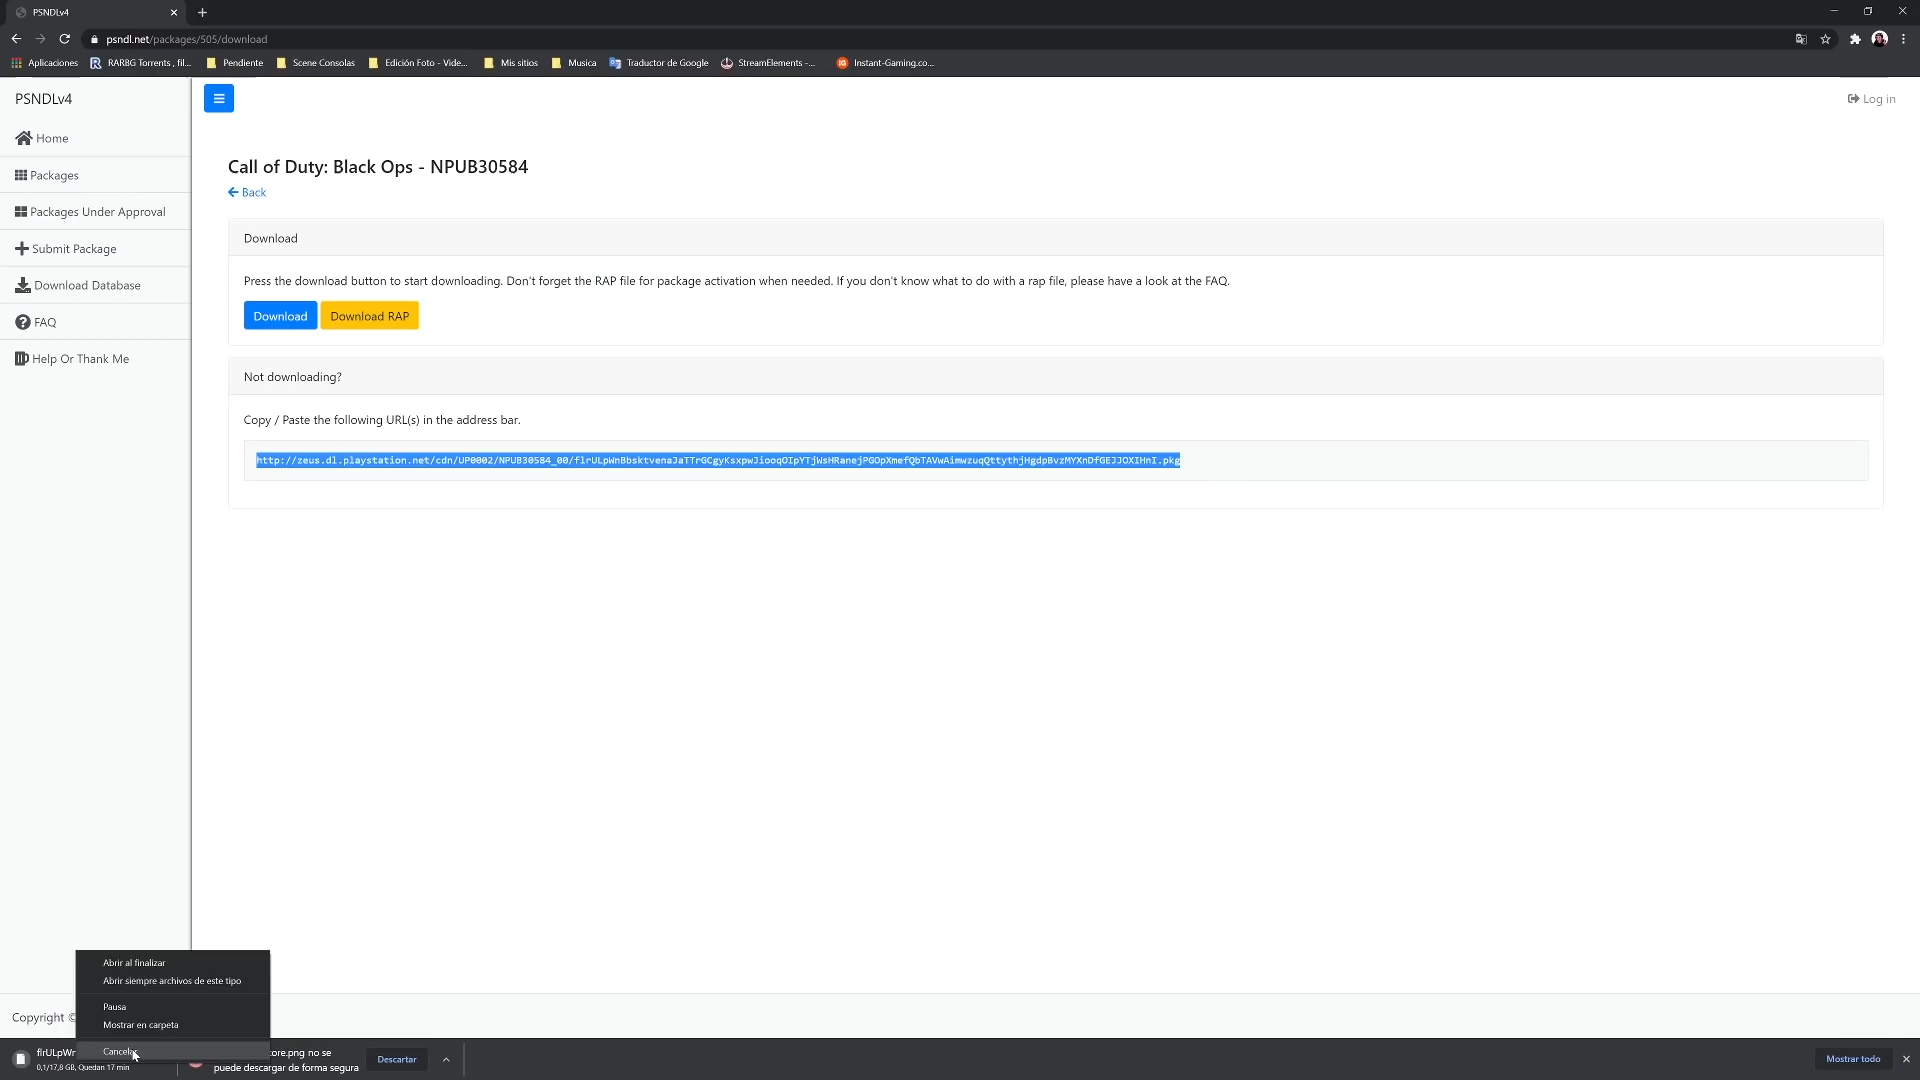 PSNDLv4
psndl.net/packages/505/download
Aplicaciones
RARBG Torrents , fil...
Pendiente
Scene Consolas
Edición Foto - Vide...
Mis sitios
Musica
Traductor de Google
StreamElements -...
Instant-Gaming.co...
PSNDLv4
Log in
Home
Packages
Packages Under Approval
Submit Package
Download Database
FAQ
Help Or Thank Me
Call of Duty: Black Ops - NPUB30584
Back
Download
Press the download button to start downloading. Don't forget the RAP file for package activation when needed. If you don't know what to do with a rap file, please have a look at the FAQ.
Download
Download RAP
Not downloading?
Copy / Paste the following URL(s) in the address bar.
http://zeus.dl.playstation.net/cdn/UP0002/NPUB30584_00/flrULpWnBbsktvenaJaTTrGCgyKsxpwJiooqOIpYTjWsHRanejPGOpXmefQbTAVwAimwzuqQttythjHgdpBvzMYXnDfGEJJOXIHnI.pkg
Abrir al finalizar
Abrir siempre archivos de este tipo
Pausa
Mostrar en carpeta
Cancelar
Copyright ©
flrULpWr
0,1/17,8 GB, Quedan 17 min
ore.png no se
puede descargar de forma segura
Descartar
Mostrar todo